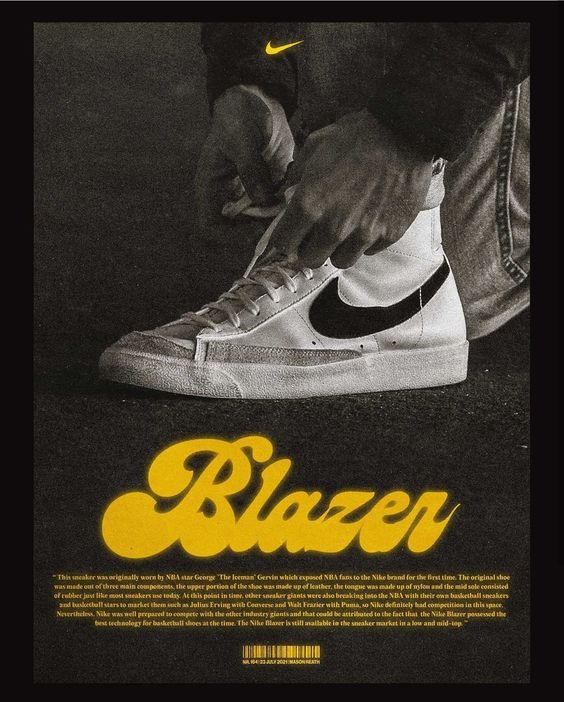 Blazer
" This sneaker was originally worn by NBA star George "The Iceman" Gervin which exposed NBA fans to the Nike brand for the first time. The original shoe
was made out of three main components, the upper portion of the shoe was made up of leather, the tongue was made up of nylon and the mid sole consisted
of rubber just like most sneakers use today. At this point in time, other sneaker giants were also breaking into the NBA with their own basketball sneakers
and basketball stars to market them such as Julius Erving with Converse and Walt Frazier with Puma, so Nike definitely had competition in this space.
Nevertheless, Nike was well prepared to compete with the other industry giants and that could be attributed to the fact that the Nike Blazer possessed the
best technology for basketball shoes at the time. The Nike Blazer is still available in the sneaker market in a low and mid-top. "
NR. 164 | 23 JULY 2021 | MASON REATH